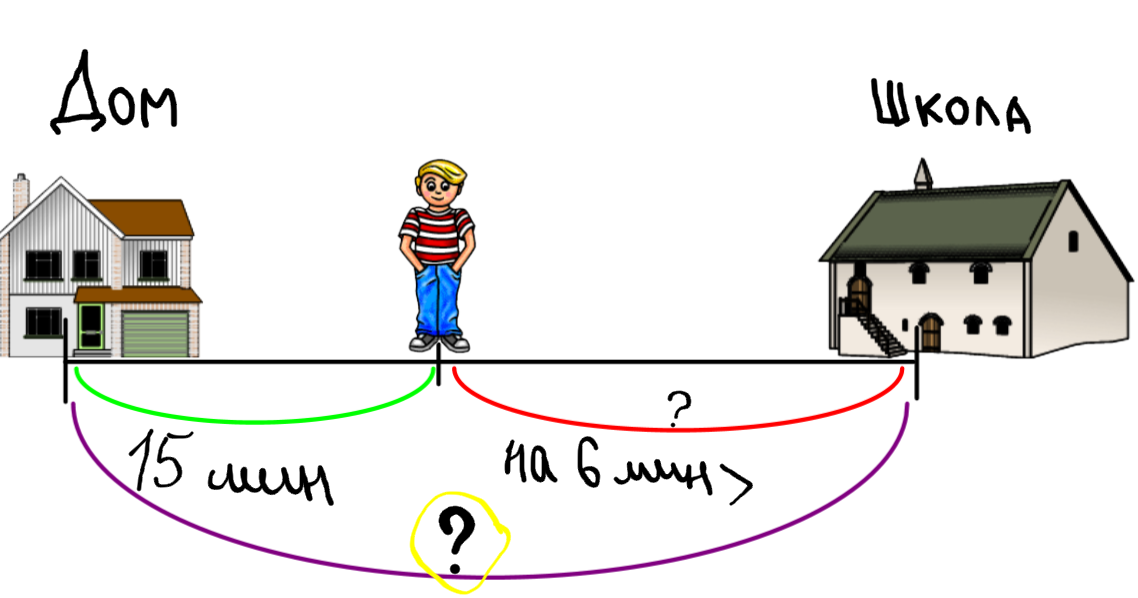 Дом
Школа
?
15 мин
на 6 мин >
?